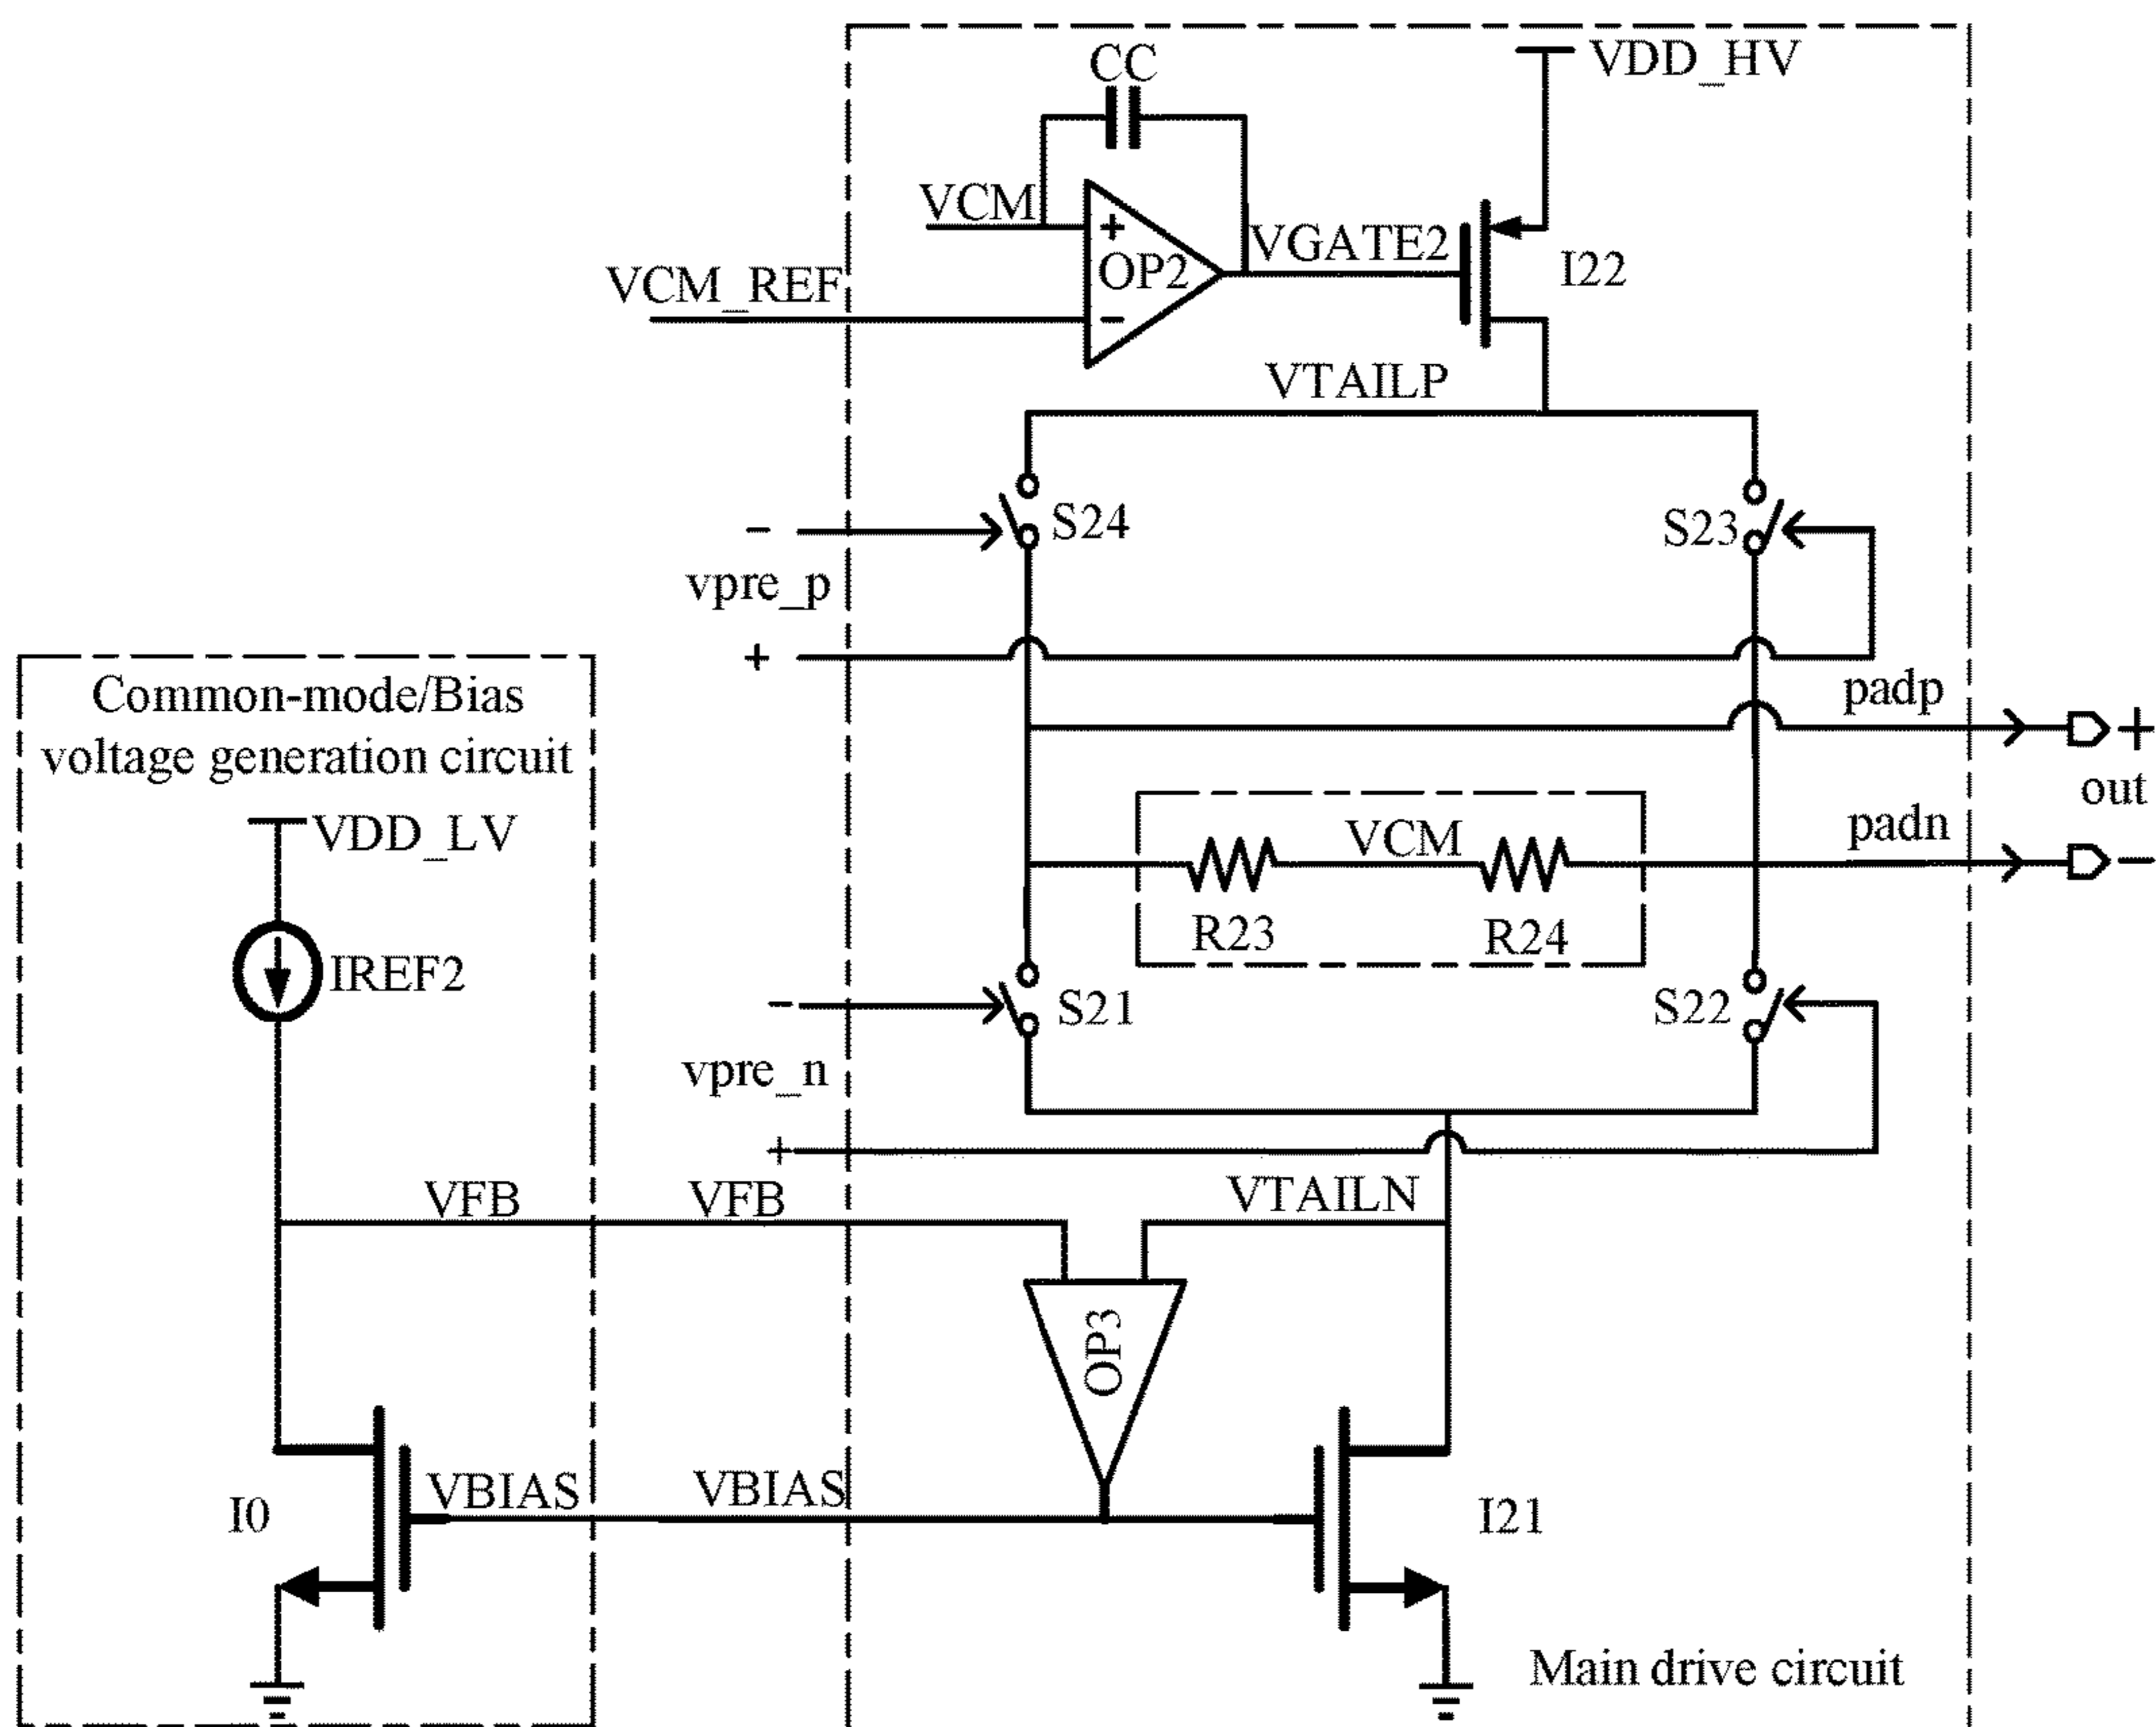 CC
VDD_HV
VCM
+
OP2
VGATE2
I22
VCM_REF
−
VTAILP
−
S24
S23
vpre_p
+
padp
+
Common-mode/Bias
voltage generation circuit
out
VDD_LV
VCM
padn
−
R23
R24
IREF2
−
S21
S22
vpre_n
+
VFB
VFB
VTAILN
OP3
VBIAS
VBIAS
I0
I21
Main drive circuit